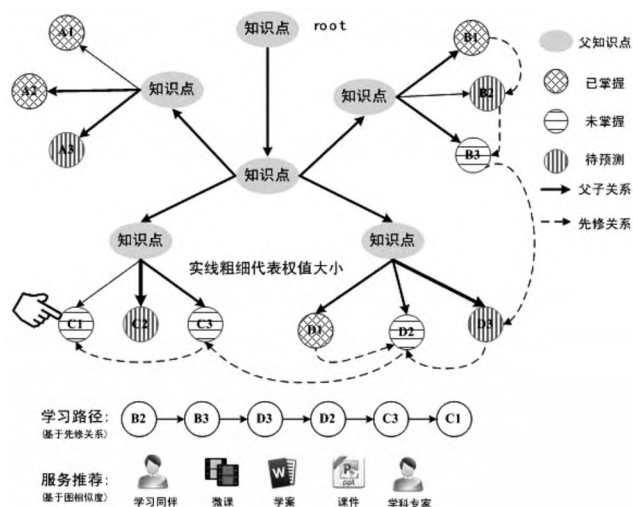 知识点 root
A1
B1
父知识点
A2
知识点
知识点
B2
已掌握
A3
B3
未掌握
待预测
知识点
父子关系
先修关系
知识点
知识点
实线粗细代表权值大小
C1
C2
C3
D1
D2
D3
学习路径：
(基于先修关系)
B2
B3
D3
D2
C3
C1
服务推荐：
(基于图相似度)
W
P
ppt
学习同伴
微课
学案
课件
学科专家